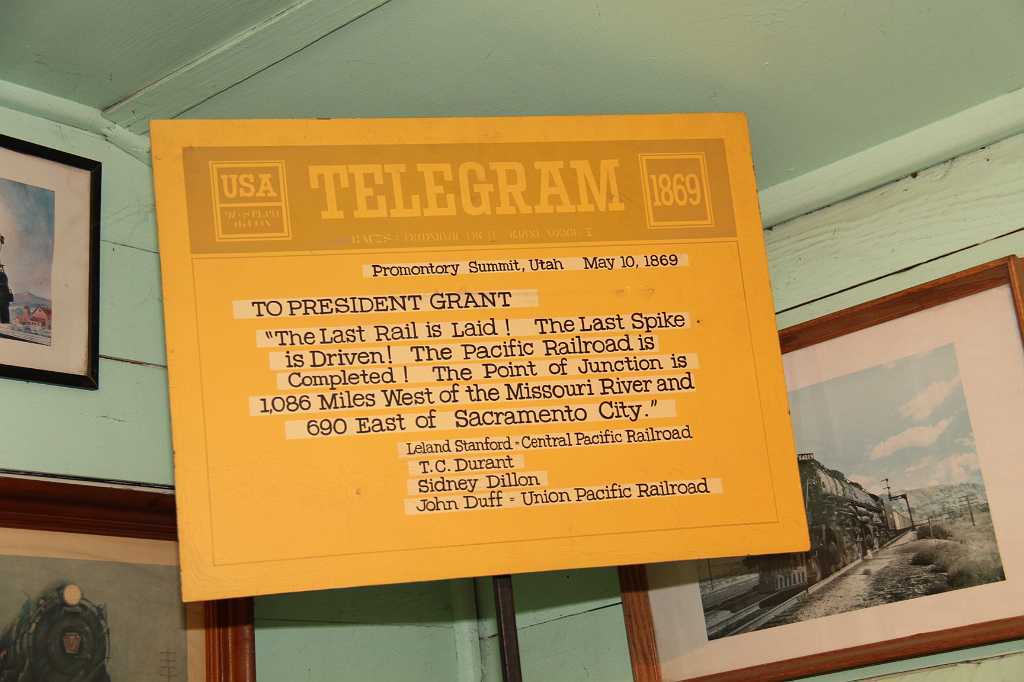 USA
TELEGRAM
1869
Promontory Summit, Utah May 10, 1869
TO PRESIDENT GRANT
"The Last Rail is Laid! The Last Spike
is Driven! The Pacific Railroad is
Completed! The Point of Junction is
1,086 Miles West of the Missouri River and
690 East of Sacramento City."
Leland Stanford - Central Pacific Railroad
T.C. Durant
Sidney Dillon
John Duff - Union Pacific Railroad